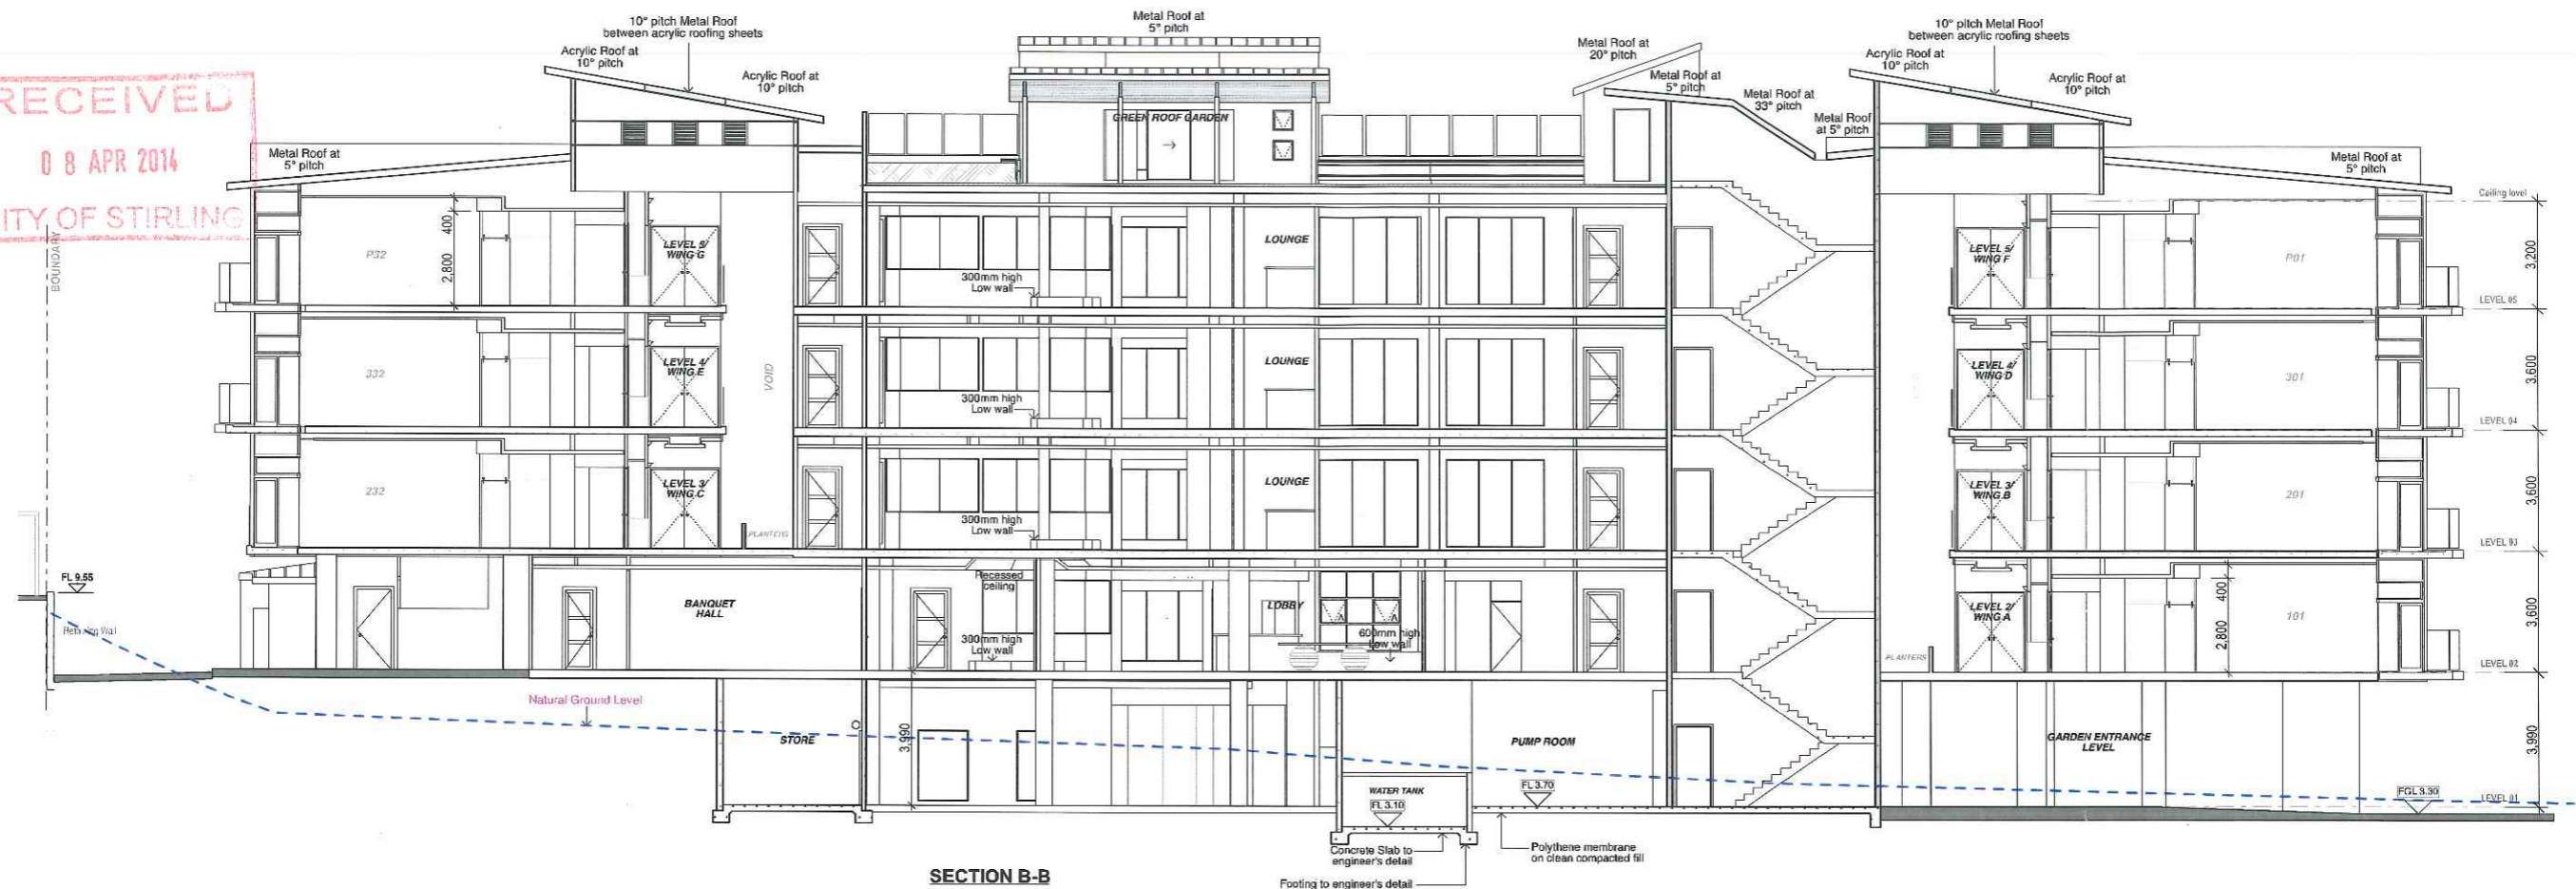 10° pitch Metal Roof
between acrylic roofing sheets
Acrylic Roof at
10° pitch
Acrylic Roof at
10° pitch
Metal Roof at
5° pitch
Metal Roof at
20° pitch
Metal Roof at
5° pitch
Metal Roof at
33° pitch
Metal Roof
at 5° pitch
10° pitch Metal Roof
between acrylic roofing sheets
Acrylic Roof at
10° pitch
Acrylic Roof at
10° pitch
RECEIVED
08 APR 2014
ITY OF STIRLING
Metal Roof at
5° pitch
GREEN ROOF GARDEN
Metal Roof at
5° pitch
Ceiling level
BOUNDARY
P32
400
2,800
LEVEL 5/
WING G
300mm high
Low wall
LOUNGE
LEVEL 5/
WING F
P01
3,200
LEVEL 05
332
LEVEL 4/
WING E
VOID
300mm high
Low wall
LOUNGE
LEVEL 4/
WING D
301
3,600
LEVEL 04
232
LEVEL 3/
WING C
PLANTERS
300mm high
Low wall
LOUNGE
LEVEL 3/
WING B
201
3,600
LEVEL 03
FL 9.55
Retaining Wall
BANQUET
HALL
Recessed
ceiling
300mm high
Low wall
LOBBY
600mm high
Low wall
PLANTERS
LEVEL 2/
WING A
400
2,800
101
3,600
LEVEL 02
Natural Ground Level
STORE
3,990
PUMP ROOM
GARDEN ENTRANCE
LEVEL
3,990
WATER TANK
FL 3.10
FL 3.70
FGL 3.30
LEVEL 01
Concrete Slab to
engineer's detail
Polythene membrane
on clean compacted fill
Footing to engineer's detail
SECTION B-B